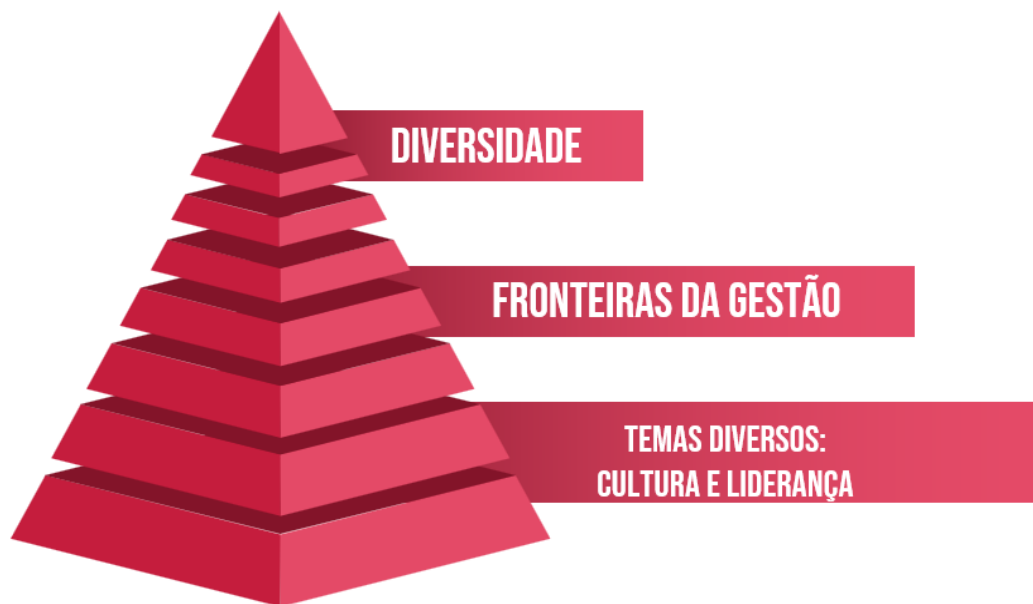 DIVERSIDADE
FRONTEIRAS DA GESTÃO
TEMAS DIVERSOS:
CULTURA E LIDERANÇA